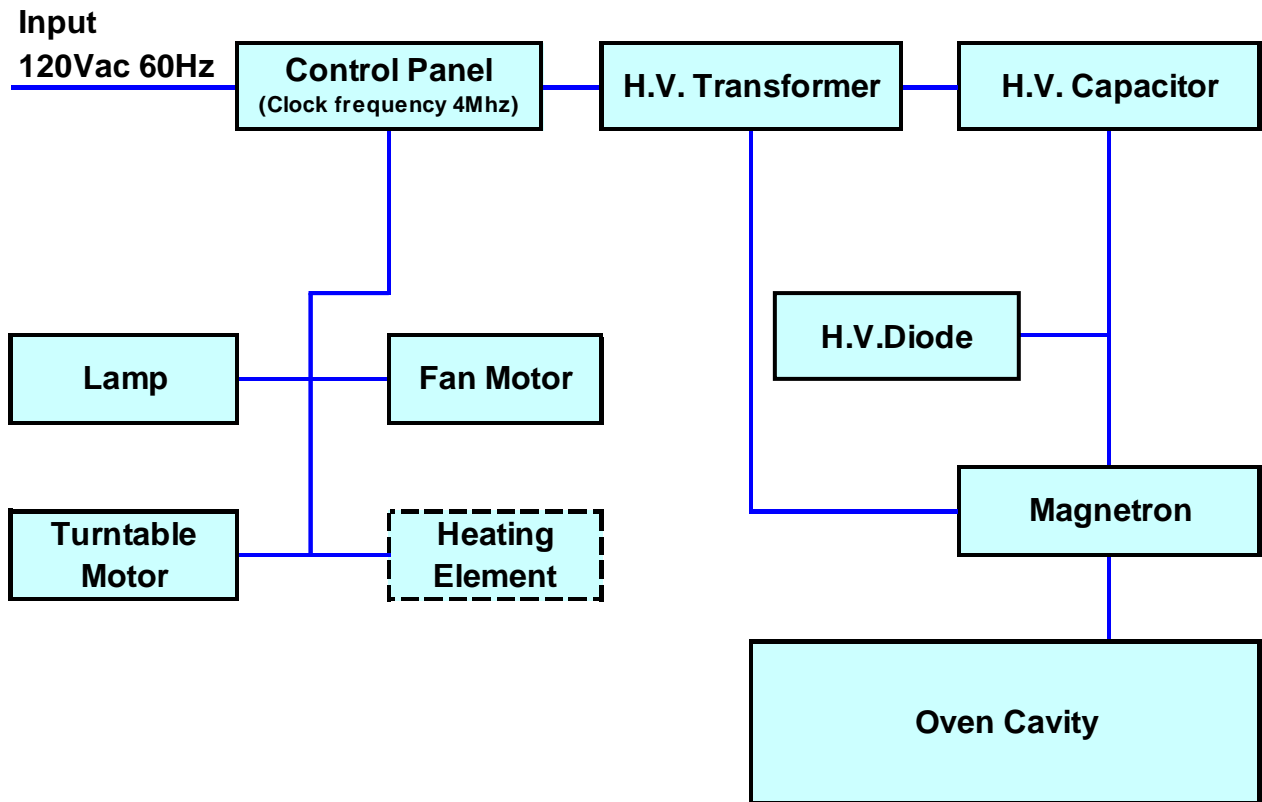 Input
120Vac 60Hz
Control Panel
(Clock frequency 4Mhz)
H.V. Transformer
H.V. Capacitor
H.V.Diode
Lamp
Fan Motor
Magnetron
Turntable
Motor
Heating
Element
Oven Cavity